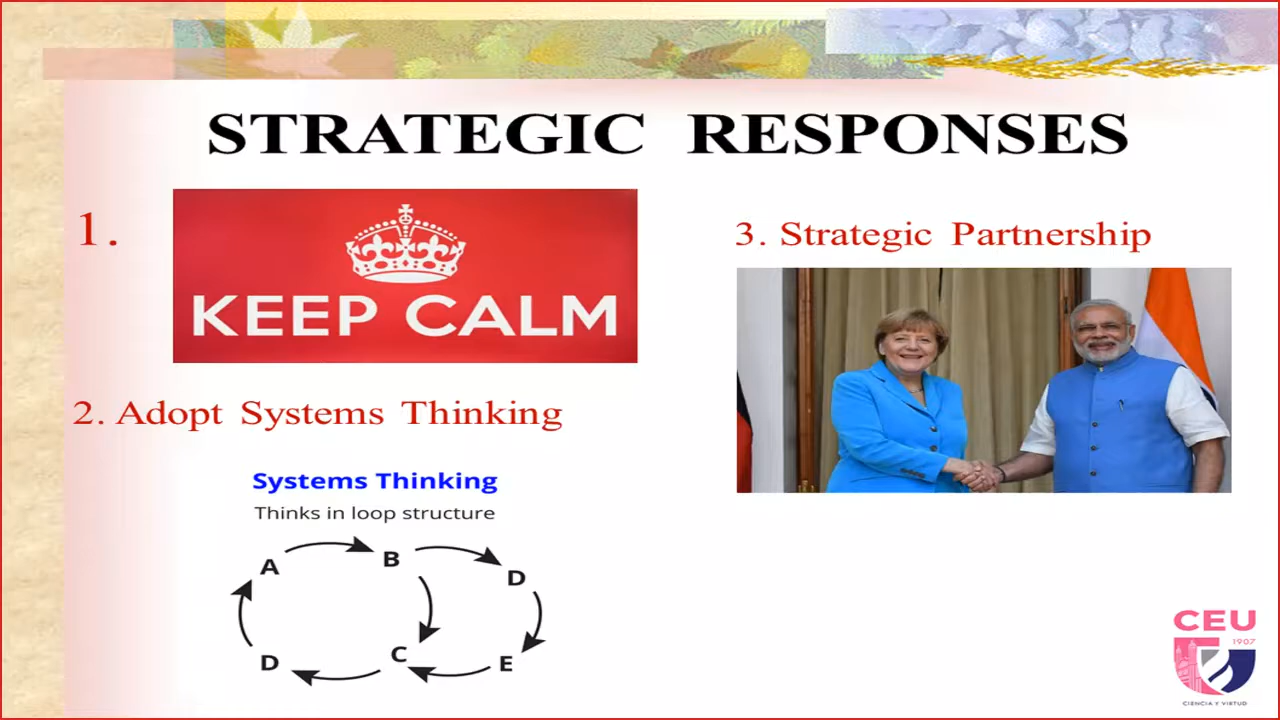 STRATEGIC RESPONSES
1.
KEEP CALM
2. Adopt Systems Thinking
Systems Thinking
Thinks in loop structure
A
B
D
D
C
E
3. Strategic Partnership
CEU
1907
CIENCIA Y VIRTUD